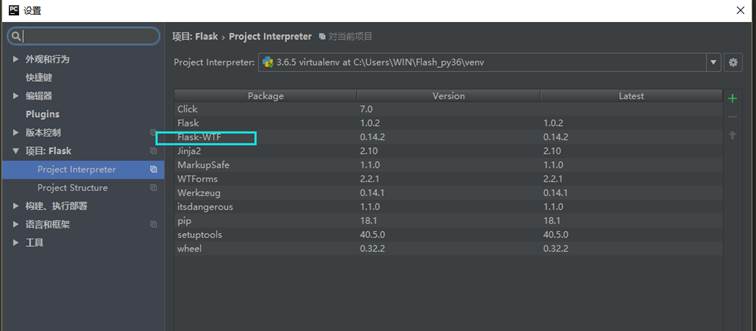 PC 设置
项目: Flask › Project Interpreter 对当前项目
外观和行为
快捷键
编辑器
Plugins
版本控制
项目: Flask
Project Interpreter
Project Structure
构建、执行部署
语言和框架
工具
Project Interpreter: 3.6.5 virtualenv at C:\Users\WIN\Flash_py36\venv
Package Version Latest
Click 7.0
Flask 1.0.2 1.0.2
Flask-WTF 0.14.2 0.14.2
Jinja2 2.10 2.10
MarkupSafe 1.1.0 1.1.0
WTForms 2.2.1 2.2.1
Werkzeug 0.14.1 0.14.1
itsdangerous 1.1.0 1.1.0
pip 18.1 18.1
setuptools 40.5.0 40.5.0
wheel 0.32.2 0.32.2